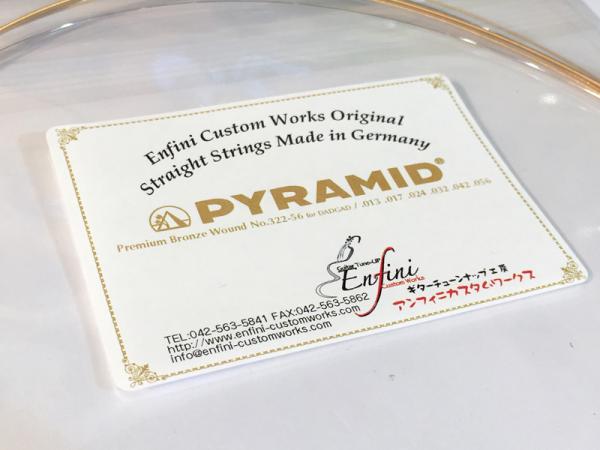 Enfini Custom Works Original
Straight Strings Made in Germany
PYRAMID®
Premium Bronze Wound No.322-56 for DADGAD / .013 .017 .024 .032 .042 .056
Guitar Tune-UP
Enfini
Custom Works
ギターチューンナップ工房
アンフィニカスタムワークス
TEL:042-563-5841 FAX:042-563-5862
http://www.enfini-customworks.com
info@enfini-customworks.com